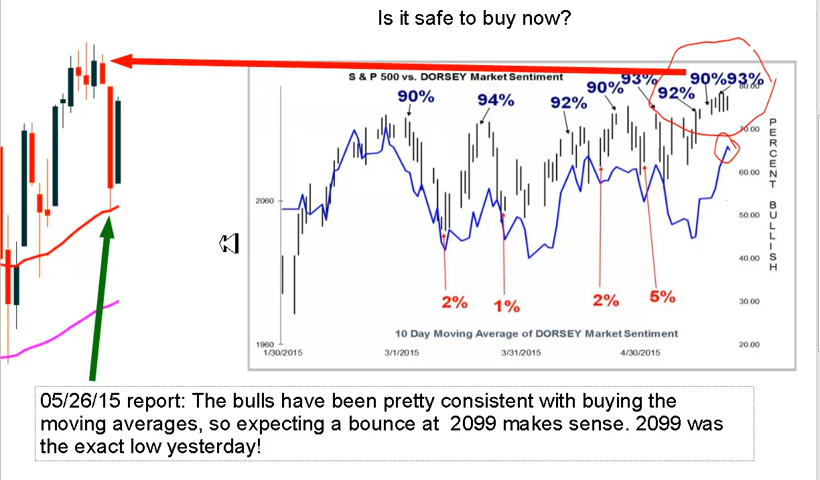 Is it safe to buy now?
S & P 500 vs. DORSEY Market Sentiment
90%
94%
92%
90%
93%
92%
90%93%
80.00
70.00
60.00
50.00
40.00
30.00
20.00
PERCENT BULLISH
2060
1960
2%
1%
2%
5%
10 Day Moving Average of DORSEY Market Sentiment
1/30/2015 3/1/2015 3/31/2015 4/30/2015
05/26/15 report: The bulls have been pretty consistent with buying the
moving averages, so expecting a bounce at 2099 makes sense. 2099 was
the exact low yesterday!